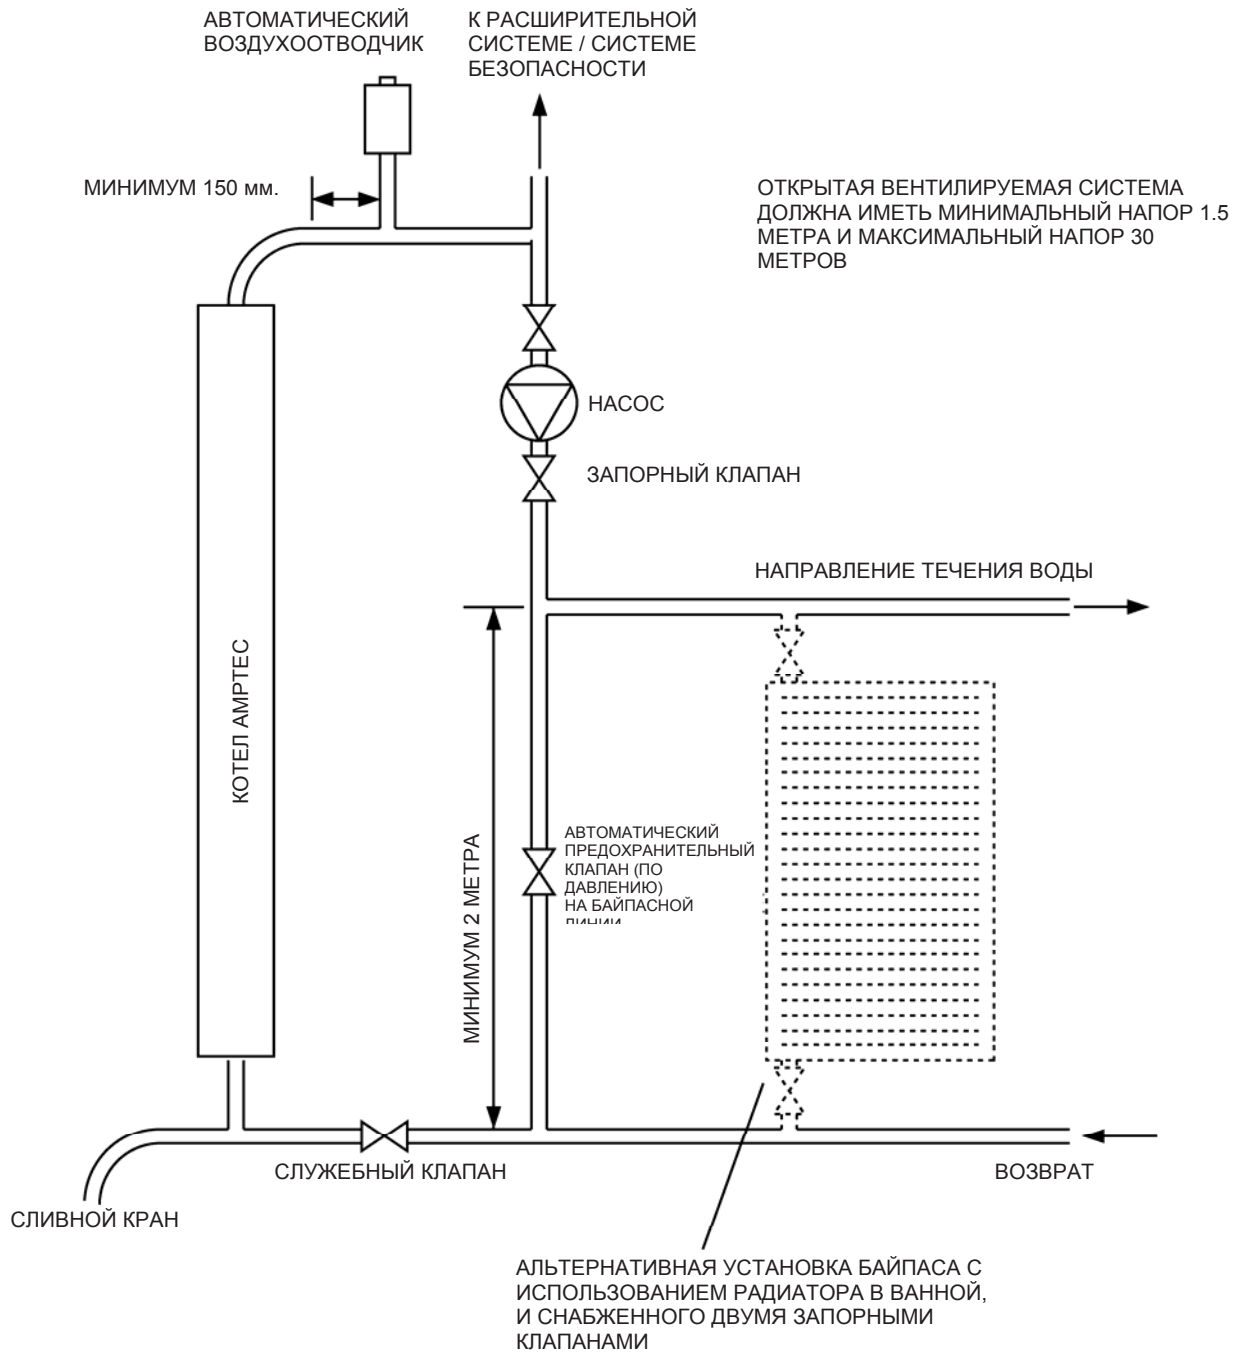 АВТОМАТИЧЕСКИЙ
ВОЗДУХООТВОДЧИК
К РАСШИРИТЕЛЬНОЙ
СИСТЕМЕ / СИСТЕМЕ
БЕЗОПАСНОСТИ
МИНИМУМ 150 мм.
ОТКРЫТАЯ ВЕНТИЛИРУЕМАЯ СИСТЕМА
ДОЛЖНА ИМЕТЬ МИНИМАЛЬНЫЙ НАПОР 1.5
МЕТРА И МАКСИМАЛЬНЫЙ НАПОР 30
МЕТРОВ
НАСОС
ЗАПОРНЫЙ КЛАПАН
НАПРАВЛЕНИЕ ТЕЧЕНИЯ ВОДЫ
КОТЕЛ АМРТЕС
МИНИМУМ 2 МЕТРА
АВТОМАТИЧЕСКИЙ
ПРЕДОХРАНИТЕЛЬНЫЙ
КЛАПАН (ПО
ДАВЛЕНИЮ)
НА БАЙПАСНОЙ
ЛИНИИ
СЛУЖЕБНЫЙ КЛАПАН
ВОЗВРАТ
СЛИВНОЙ КРАН
АЛЬТЕРНАТИВНАЯ УСТАНОВКА БАЙПАСА С
ИСПОЛЬЗОВАНИЕМ РАДИАТОРА В ВАННОЙ,
И СНАБЖЕННОГО ДВУМЯ ЗАПОРНЫМИ
КЛАПАНАМИ